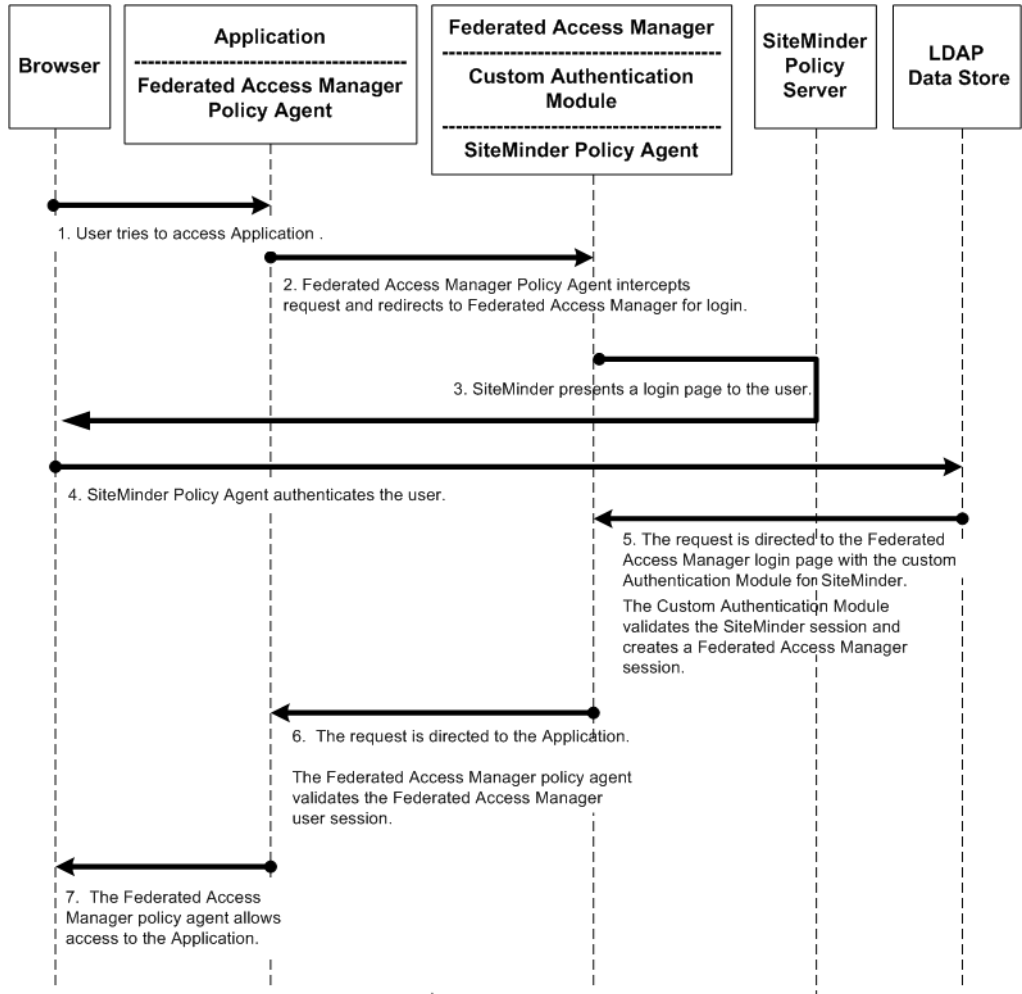 Browser
Application
Federated Access Manager
Policy Agent
Federated Access Manager
Custom Authentication
Module
SiteMinder Policy Agent
SiteMinder
Policy
Server
LDAP
Data Store
1. User tries to access Application .
2. Federated Access Manager Policy Agent intercepts
request and redirects to Federated Access Manager for login.
3. SiteMinder presents a login page to the user.
4. SiteMinder Policy Agent authenticates the user.
5. The request is directed to the Federated
Access Manager login page with the custom
Authentication Module for SiteMinder.
The Custom Authentication Module
validates the SiteMinder session and
creates a Federated Access Manager
session.
6. The request is directed to the Application.
The Federated Access Manager policy agent
validates the Federated Access Manager
user session.
7. The Federated Access
Manager policy agent allows
access to the Application.